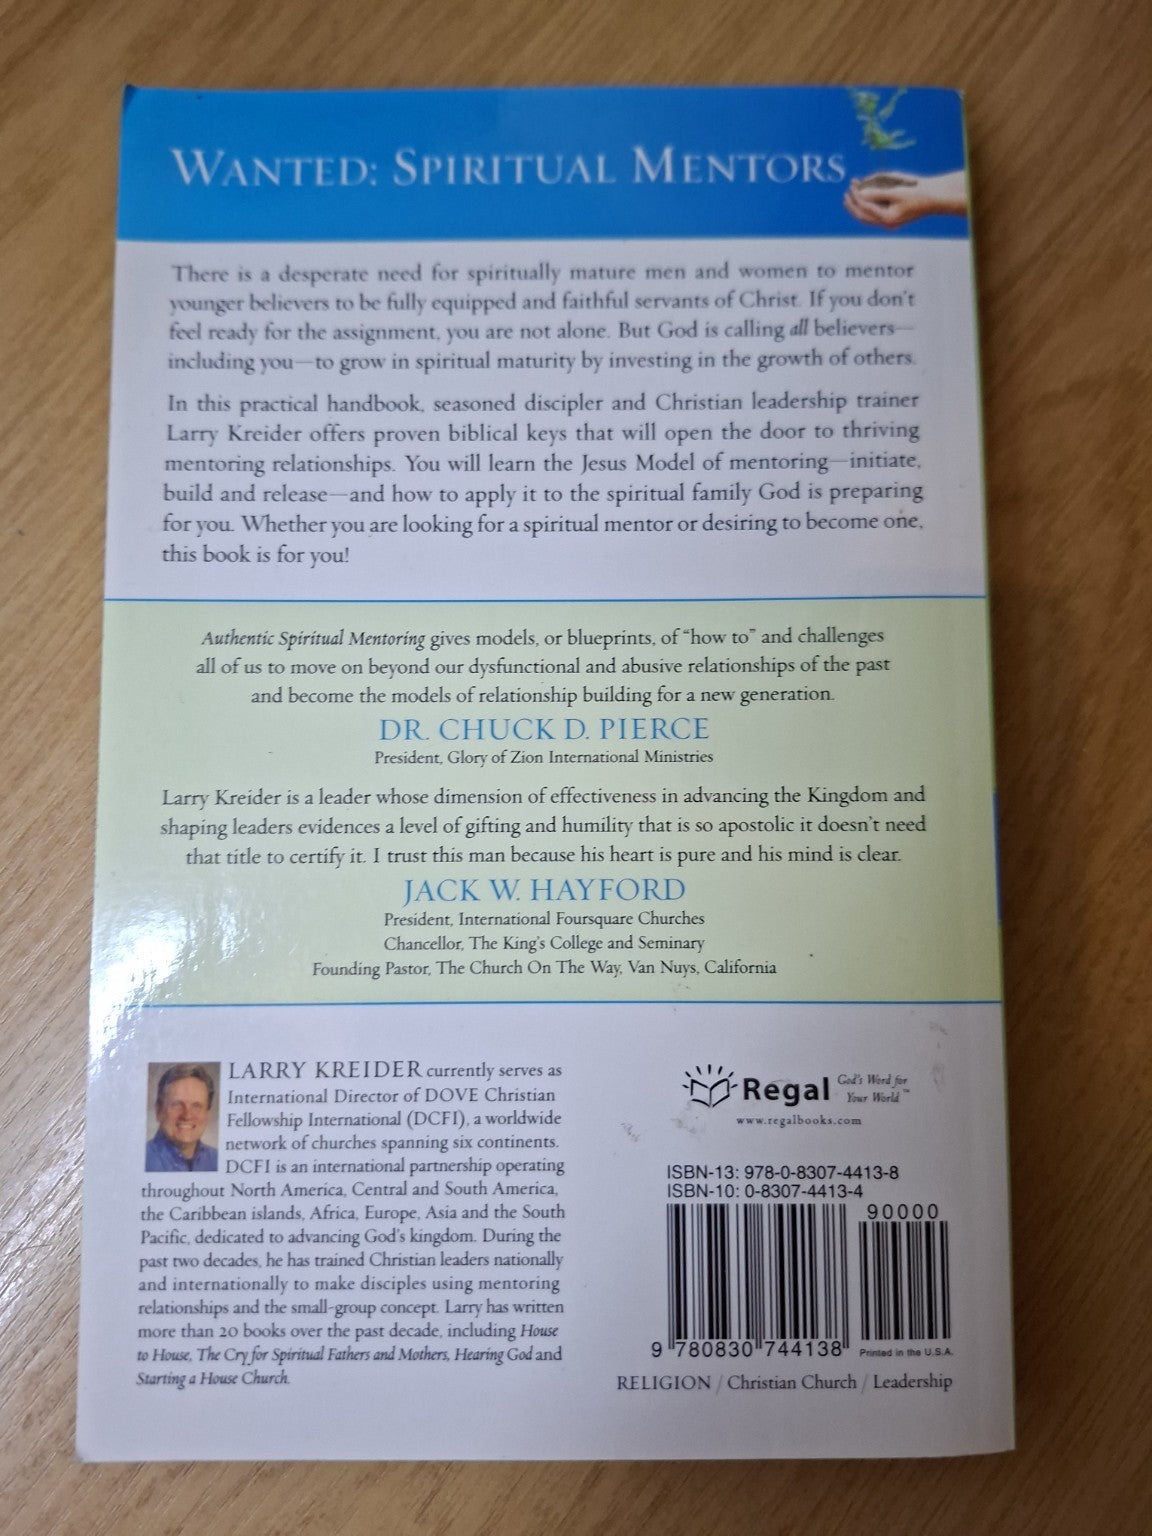 WANTED: SPIRITUAL MENTORS
There is a desperate need for spiritually mature men and women to mentor
younger believers to be fully equipped and faithful servants of Christ. If you don't
feel ready for the assignment, you are not alone. But God is calling all believers—
including you—to grow in spiritual maturity by investing in the growth of others.
In this practical handbook, seasoned discipler and Christian leadership trainer
Larry Kreider offers proven biblical keys that will open the door to thriving
mentoring relationships. You will learn the Jesus Model of mentoring—initiate,
build and release—and how to apply it to the spiritual family God is preparing
for you. Whether you are looking for a spiritual mentor or desiring to become one,
this book is for you!
Authentic Spiritual Mentoring gives models, or blueprints, of “how to” and challenges
all of us to move on beyond our dysfunctional and abusive relationships of the past
and become the models of relationship building for a new generation.
DR. CHUCK D. PIERCE
President, Glory of Zion International Ministries
Larry Kreider is a leader whose dimension of effectiveness in advancing the Kingdom and
shaping leaders evidences a level of gifting and humility that is so apostolic it doesn't need
that title to certify it. I trust this man because his heart is pure and his mind is clear.
JACK W. HAYFORD
President, International Foursquare Churches
Chancellor, The King's College and Seminary
Founding Pastor, The Church On The Way, Van Nuys, California
LARRY KREIDER currently serves as
International Director of DOVE Christian
Fellowship International (DCFI), a worldwide
network of churches spanning six continents.
DCFI is an international partnership operating
throughout North America, Central and South America,
the Caribbean islands, Africa, Europe, Asia and the South
Pacific, dedicated to advancing God's kingdom. During the
past two decades, he has trained Christian leaders nationally
and internationally to make disciples using mentoring
relationships and the small-group concept. Larry has written
more than 20 books over the past decade, including House
to House, The Cry for Spiritual Fathers and Mothers, Hearing God and
Starting a House Church.
Regal God's Word for
Your World™
www.regalbooks.com
ISBN-13: 978-0-8307-4413-8
ISBN-10: 0-8307-4413-4
90000
9 780830 744138
Printed in the U.S.A.
RELIGION / Christian Church / Leadership